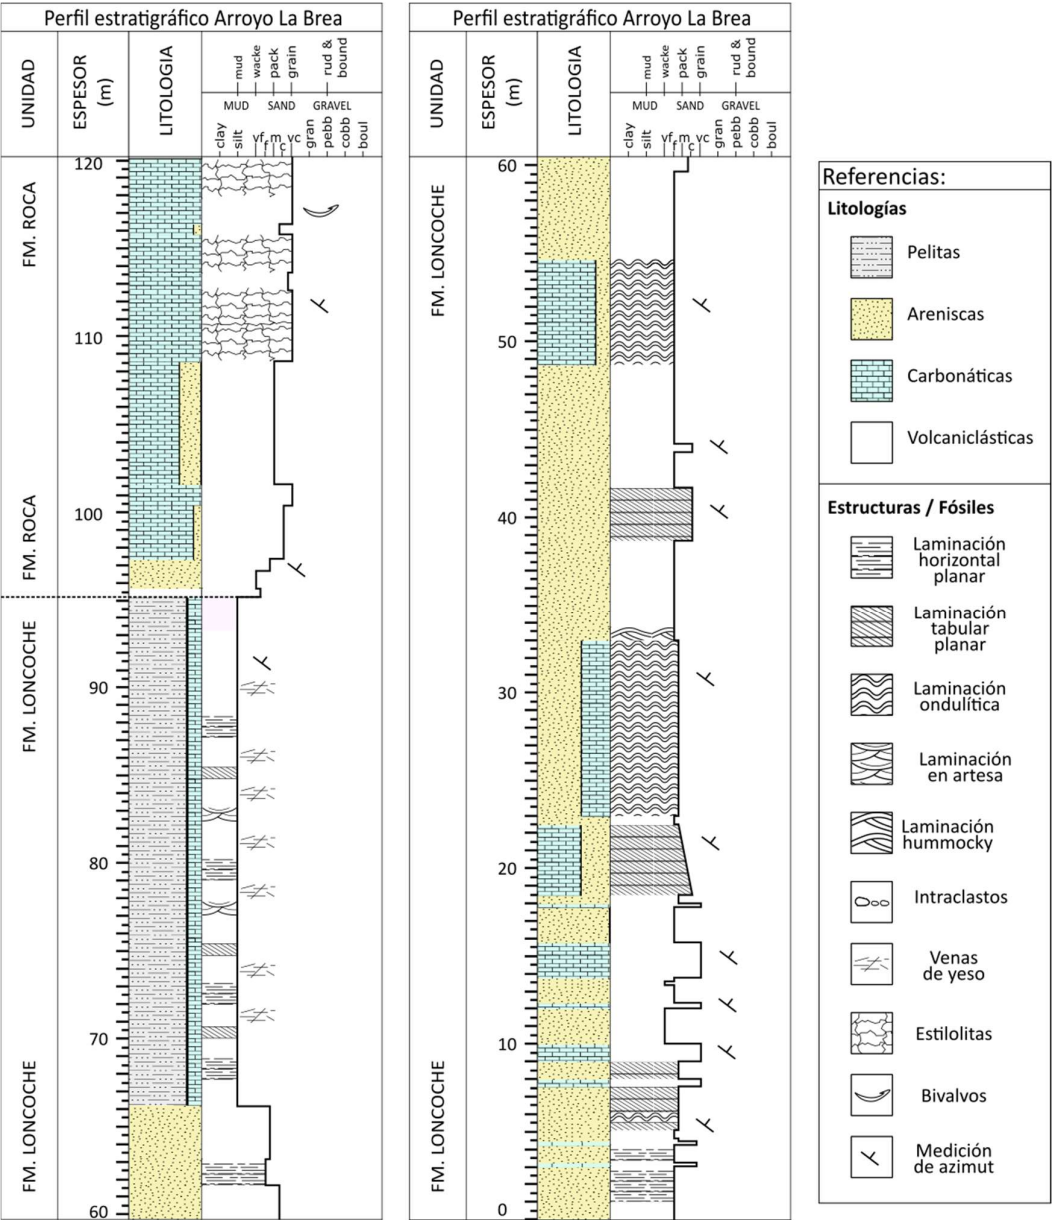 Perfil estratigráfico Arroyo La Brea
UNIDAD
ESPESOR
(m)
LITOLOGIA
mud
wacke
pack
grain
rud &
bound
MUD
SAND
GRAVEL
clay
silt
vf
f
m
c
vc
gran
pebb
cobb
boul
120
110
100
90
80
70
60
FM. ROCA
FM. ROCA
FM. LONCOCHE
FM. LONCOCHE
Perfil estratigráfico Arroyo La Brea
UNIDAD
ESPESOR
(m)
LITOLOGIA
mud
wacke
pack
grain
rud &
bound
MUD
SAND
GRAVEL
clay
silt
vf
f
m
c
vc
gran
pebb
cobb
boul
60
50
40
30
20
10
0
FM. LONCOCHE
FM. LONCOCHE
Referencias:
Litologías
Pelitas
Areniscas
Carbonáticas
Volcaniclásticas
Estructuras / Fósiles
Laminación
horizontal
planar
Laminación
tabular
planar
Laminación
ondulítica
Laminación
en artesa
Laminación
hummocky
Intraclastos
Venas
de yeso
Estilolitas
Bivalvos
Medición
de azimut